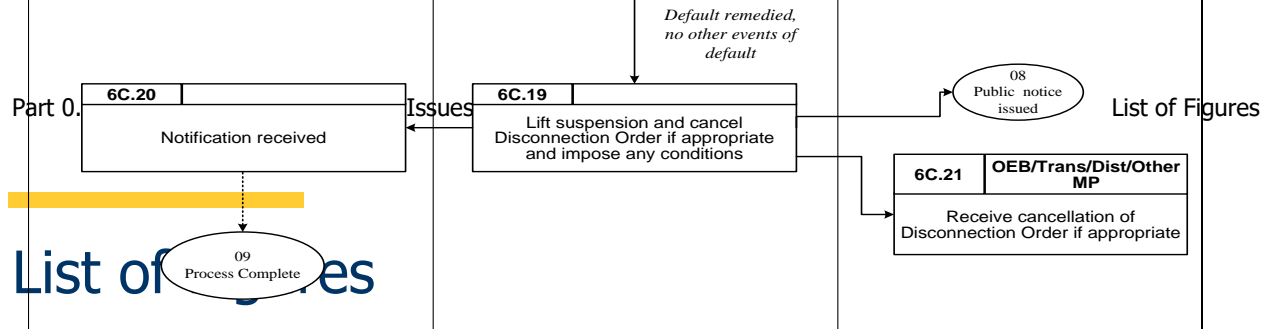 Default remedied,
no other events of
default
Part 0.
Issues
List of Figures
6C.20
Notification received
6C.19
Lift suspension and cancel
Disconnection Order if appropriate
and impose any conditions
08
Public notice
issued
6C.21
OEB/Trans/Dist/Other
MP
Receive cancellation of
Disconnection Order if appropriate
09
Process Complete
List of
es